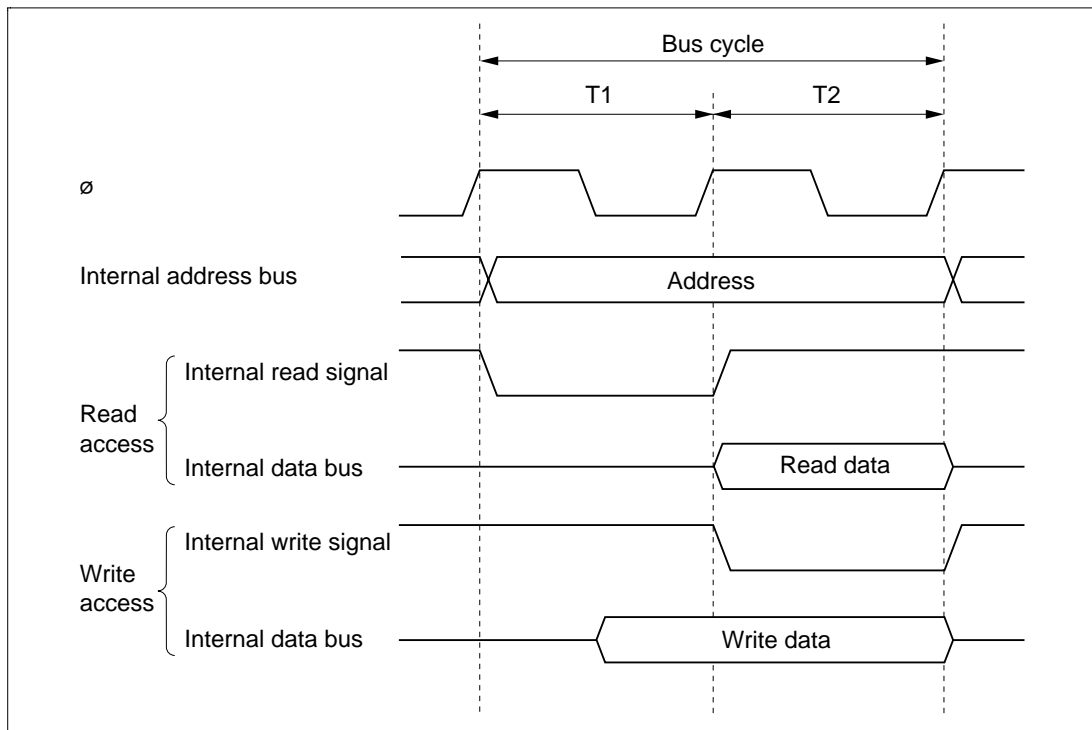 Bus cycle
T1
T2
ø
Internal address bus
Address
Read
access
Internal read signal
Internal data bus
Read data
Write
access
Internal write signal
Internal data bus
Write data